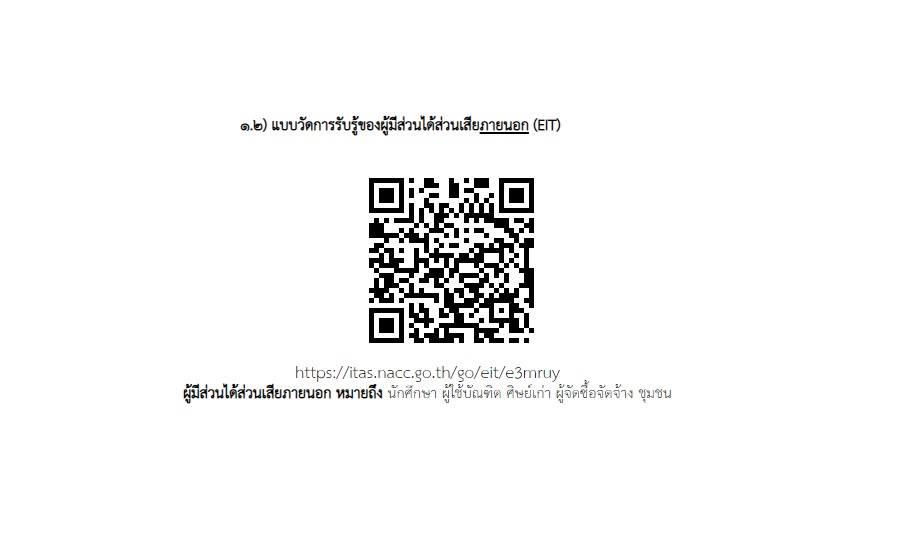 ๑.๒) แบบวัดการรับรู้ของผู้มีส่วนได้ส่วนเสียภายนอก (EIT)
https://itas.nacc.go.th/go/eit/e3mruy
ผู้มีส่วนได้ส่วนเสียภายนอก หมายถึง นักศึกษา ผู้ใช้บัณฑิต ศิษย์เก่า ผู้จัดซื้อจัดจ้าง ชุมชน